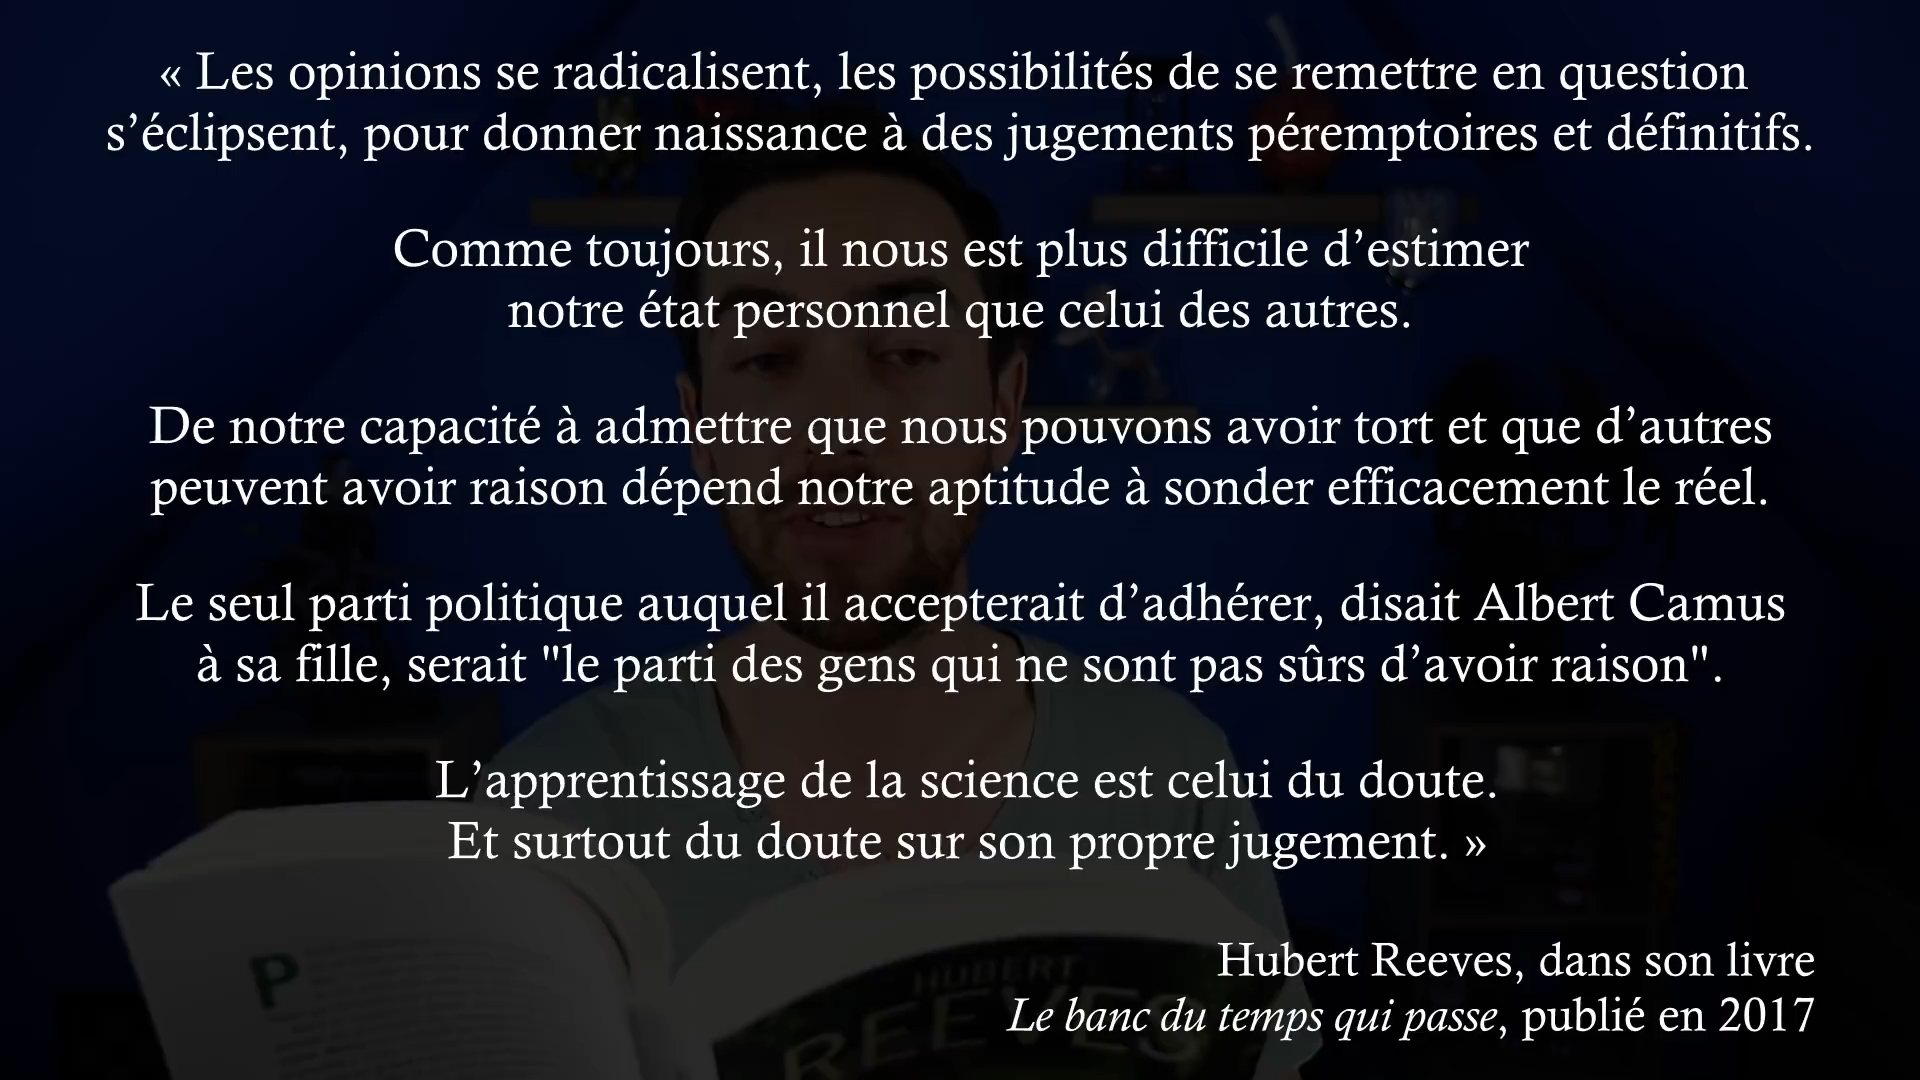 « Les opinions se radicalisent, les possibilités de se remettre en question
s’éclipsent, pour donner naissance à des jugements péremptoires et définitifs.
Comme toujours, il nous est plus difficile d’estimer
notre état personnel que celui des autres.
De notre capacité à admettre que nous pouvons avoir tort et que d’autres
peuvent avoir raison dépend notre aptitude à sonder efficacement le réel.
Le seul parti politique auquel il accepterait d’adhérer, disait Albert Camus
à sa fille, serait "le parti des gens qui ne sont pas sûrs d’avoir raison".
L’apprentissage de la science est celui du doute.
Et surtout du doute sur son propre jugement. »
Hubert Reeves, dans son livre
Le banc du temps qui passe, publié en 2017
P
HUBERT
REEVES